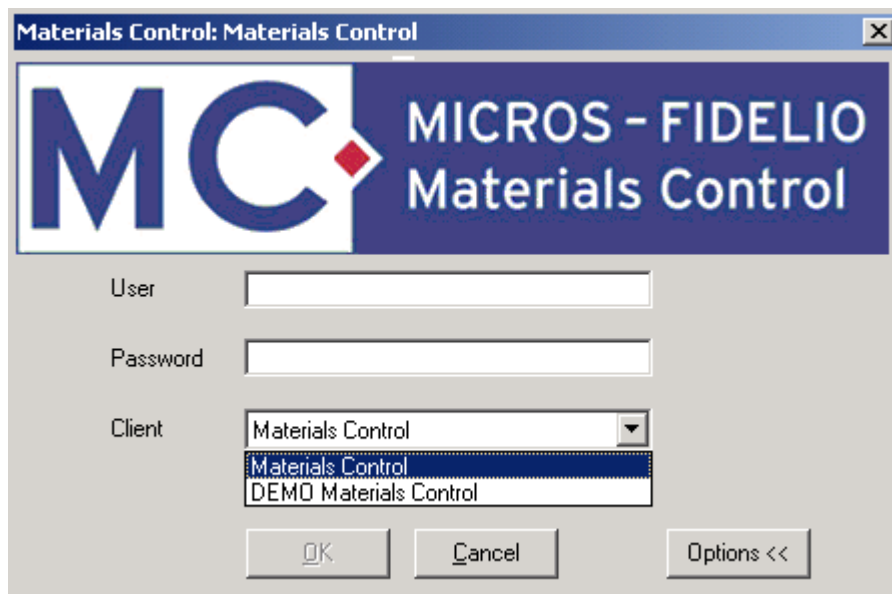 Materials Control: Materials Control
MC
MICROS - FIDELIO
Materials Control
User
Password
Client
Materials Control
Materials Control
DEMO Materials Control
OK
Cancel
Options <<